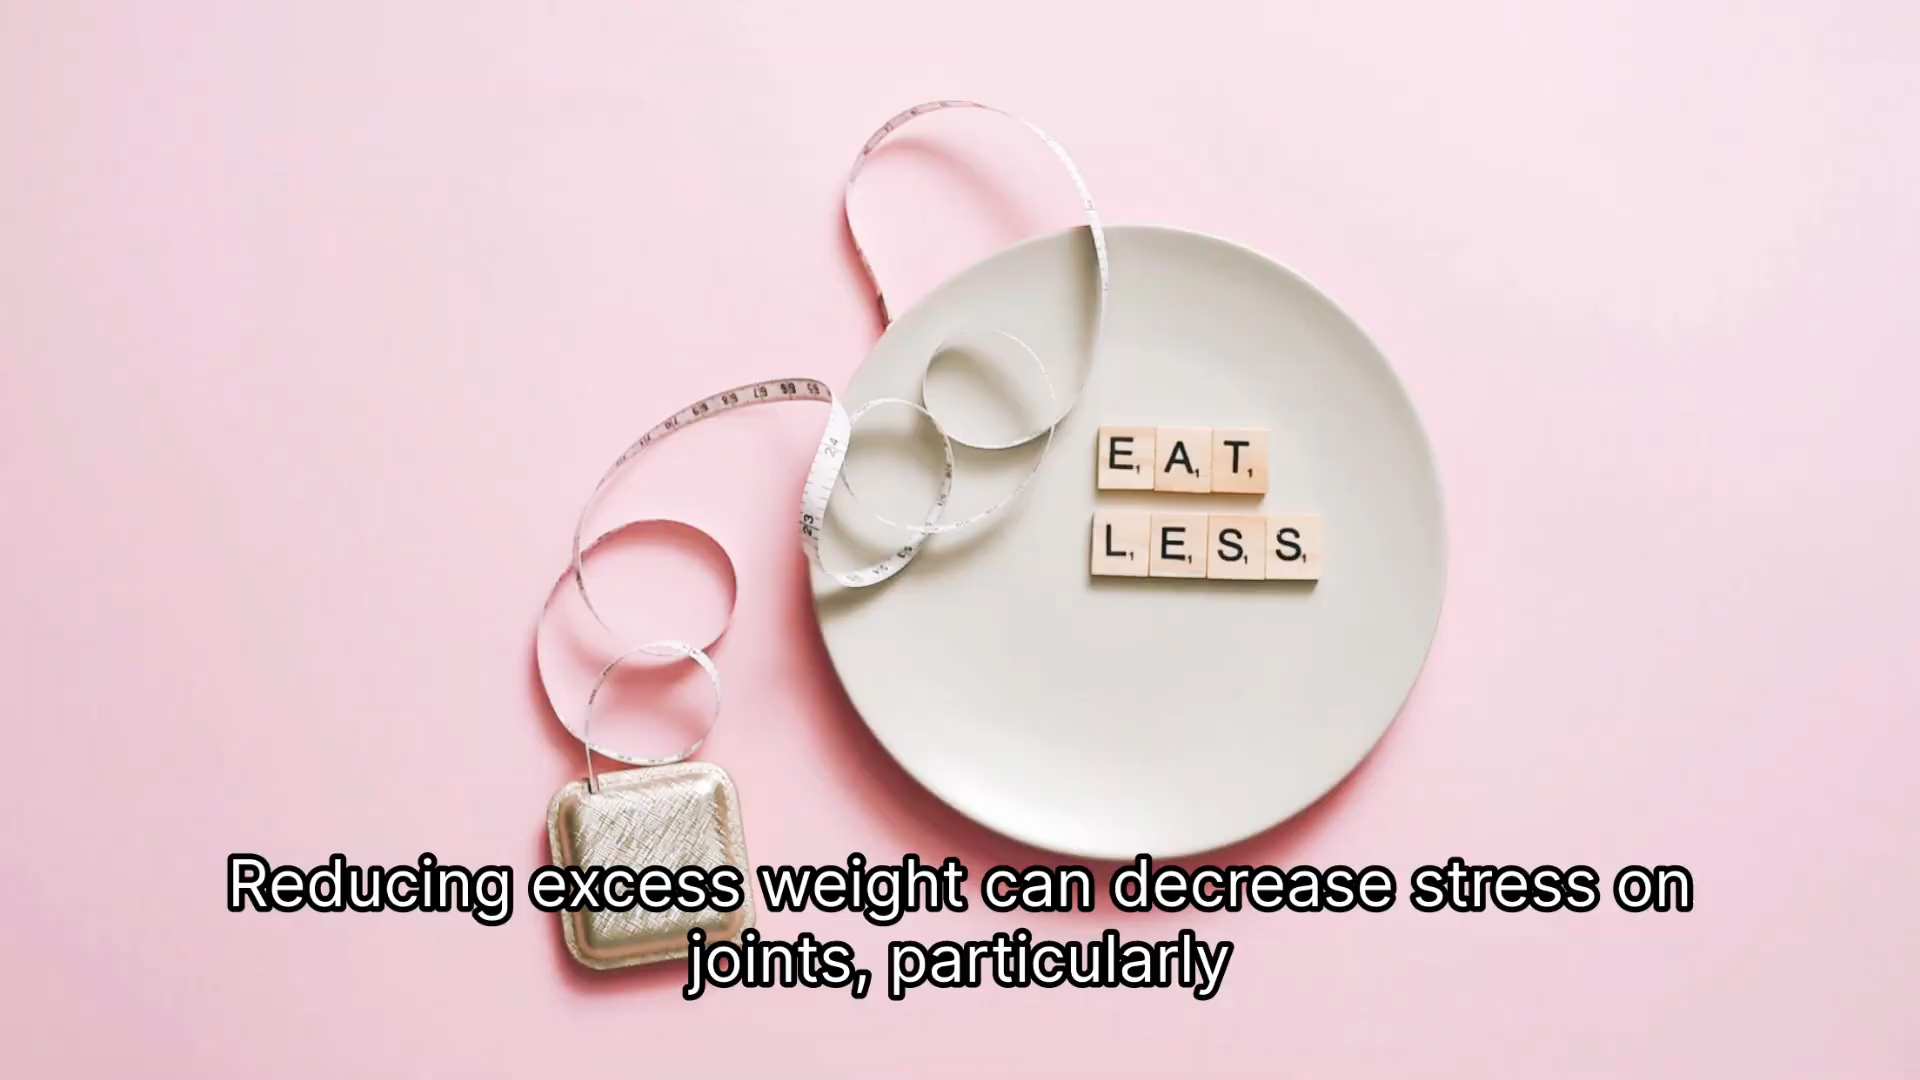 EAT
LESS
Reducing excess weight can decrease stress on
joints, particularly